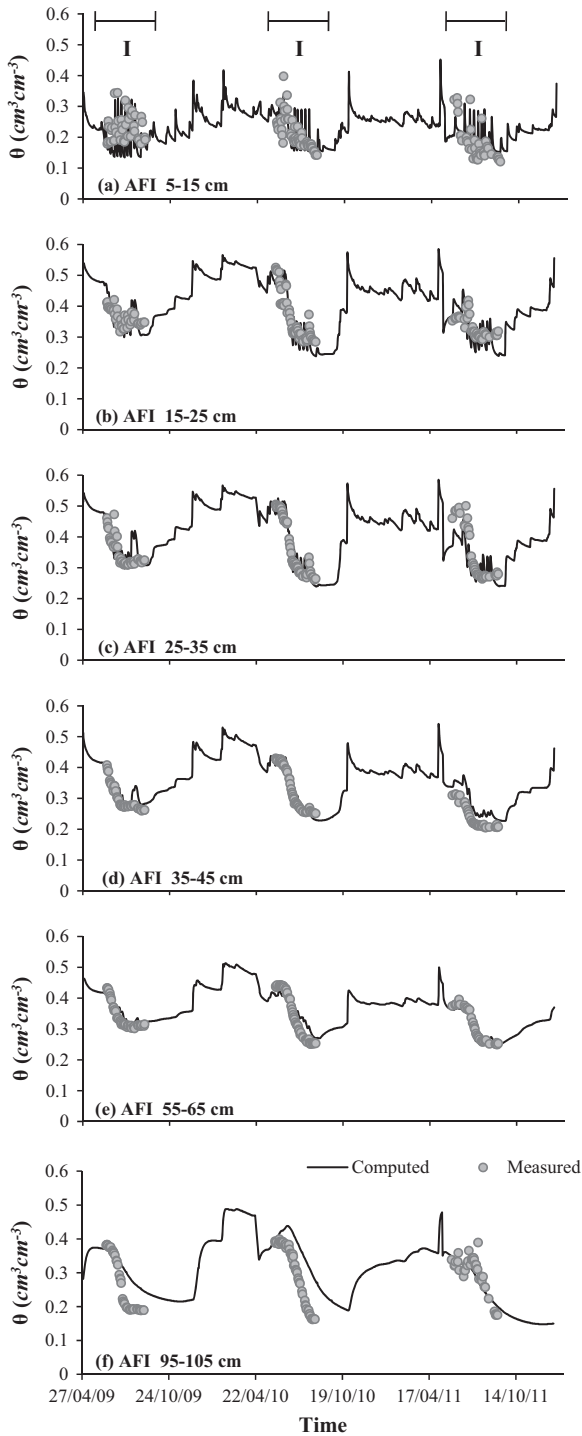 I I I
0.6
0.5
0.4
0.3
0.2
0.1
0
θ (cm³cm⁻³)
(a) AFI 5-15 cm
0.6
0.5
0.4
0.3
0.2
0.1
0
θ (cm³cm⁻³)
(b) AFI 15-25 cm
0.6
0.5
0.4
0.3
0.2
0.1
0
θ (cm³cm⁻³)
(c) AFI 25-35 cm
0.6
0.5
0.4
0.3
0.2
0.1
0
θ (cm³cm⁻³)
(d) AFI 35-45 cm
0.6
0.5
0.4
0.3
0.2
0.1
0
θ (cm³cm⁻³)
(e) AFI 55-65 cm
Computed Measured
0.6
0.5
0.4
0.3
0.2
0.1
0
θ (cm³cm⁻³)
(f) AFI 95-105 cm
27/04/09 24/10/09 22/04/10 19/10/10 17/04/11 14/10/11
Time